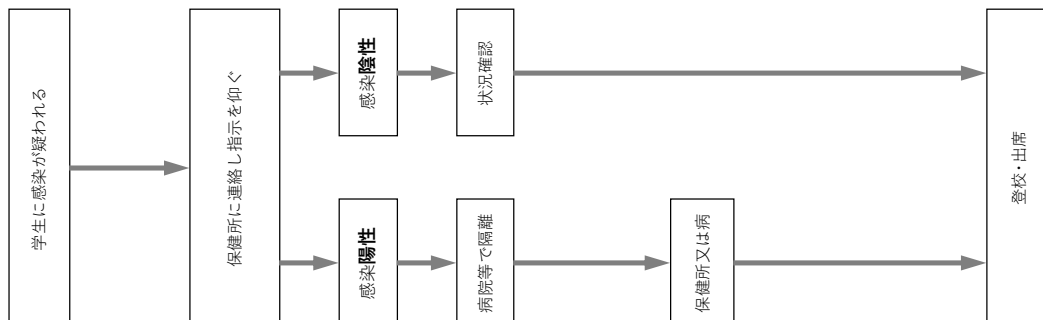 学生に感染が疑われる
保健所に連絡し指示を仰ぐ
感染陰性
状況確認
感染陽性
病院等で隔離
保健所又は病
登校・出席